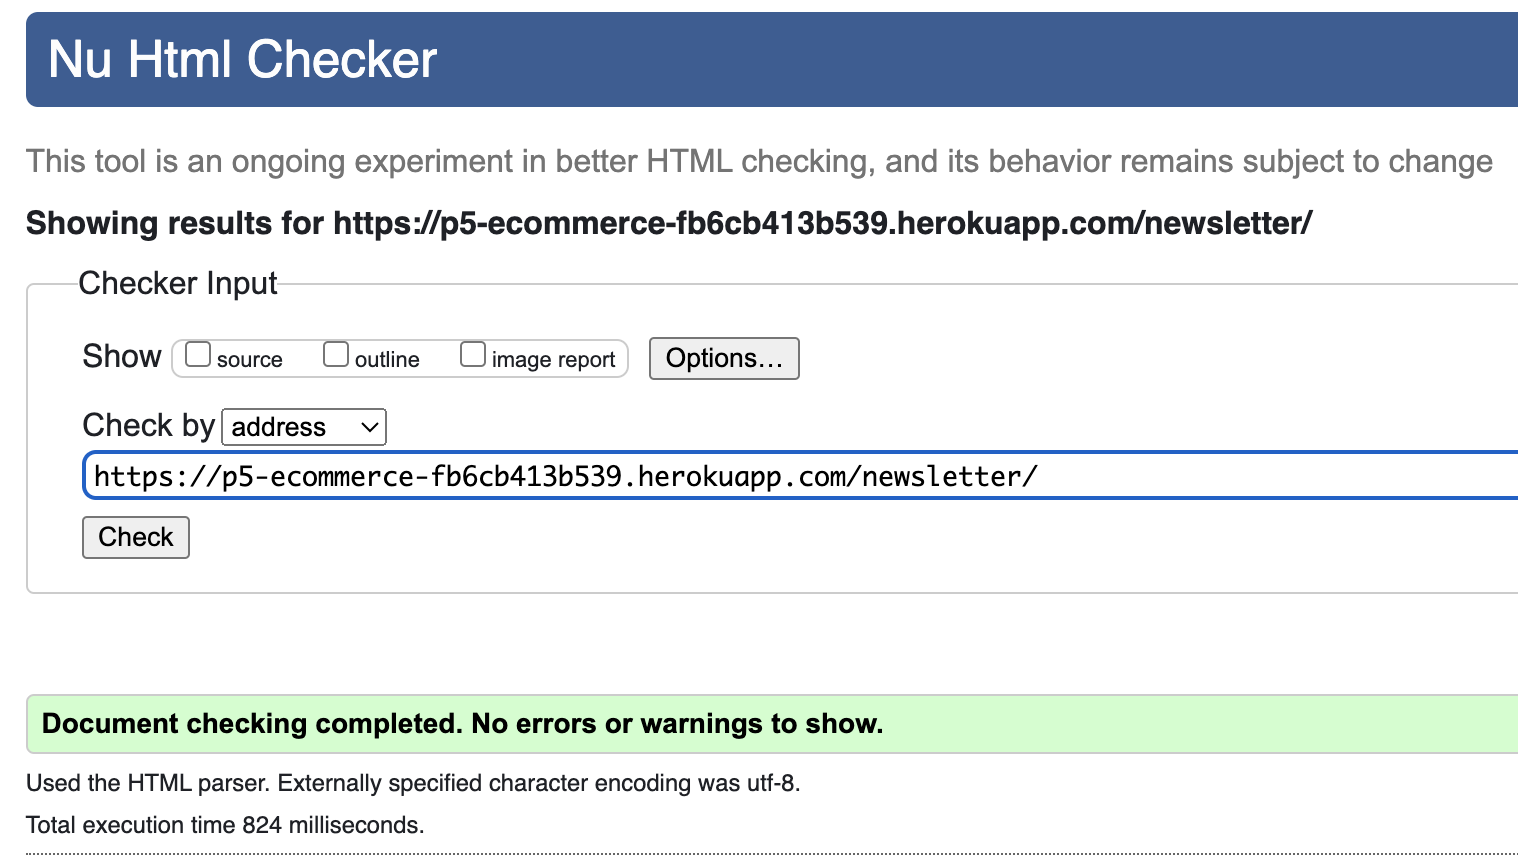 Nu Html Checker
This tool is an ongoing experiment in better HTML checking, and its behavior remains subject to change
Showing results for https://p5-ecommerce-fb6cb413b539.herokuapp.com/newsletter/
Checker Input
Show source outline image report Options…
Check by address
https://p5-ecommerce-fb6cb413b539.herokuapp.com/newsletter/
Check
Document checking completed. No errors or warnings to show.
Used the HTML parser. Externally specified character encoding was utf-8.
Total execution time 824 milliseconds.